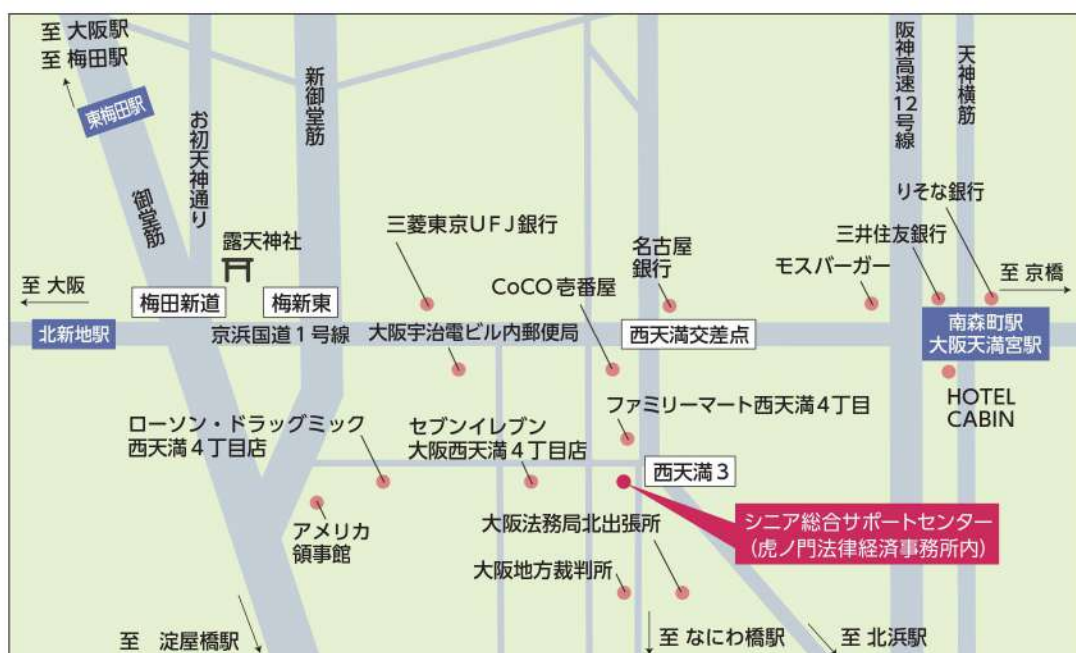 至 大阪駅
至 梅田駅
東梅田駅
お初天神通り
新御堂筋
阪神高速12号線
天神横筋
御堂筋
露天神社
三菱東京UFJ銀行
名古屋
銀行
りそな銀行
三井住友銀行
モスバーガー
至 大阪
梅田新道
梅新東
CoCO壱番屋
至 京橋
北新地駅
京浜国道1号線
大阪宇治電ビル内郵便局
西天満交差点
南森町駅
大阪天満宮駅
ファミリーマート西天満4丁目
HOTEL
CABIN
ローソン・ドラッグミック
西天満4丁目店
セブンイレブン
大阪西天満4丁目店
西天満3
アメリカ
領事館
大阪法務局北出張所
シニア総合サポートセンター
(虎ノ門法律経済事務所内)
大阪地方裁判所
至 淀屋橋駅
至 なにわ橋駅
至 北浜駅